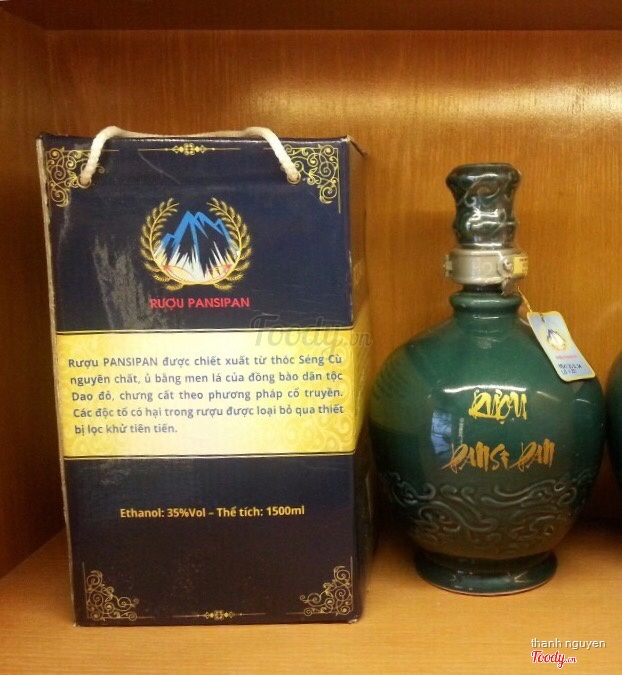 RƯỢU PANSIPAN
Rượu PANSIPAN được chiết xuất từ thóc Séng Cù
nguyên chất, ủ bằng men lá của đồng bào dân tộc
Dao đỏ, chưng cất theo phương pháp cổ truyền.
Các độc tố có hại trong rượu được loại bỏ qua thiết
bị lọc khử tiên tiến.
Ethanol: 35%Vol – Thể tích: 1500ml
RƯỢU
PANSIPAN
Foody.vn
thanh nguyen
Foody.vn